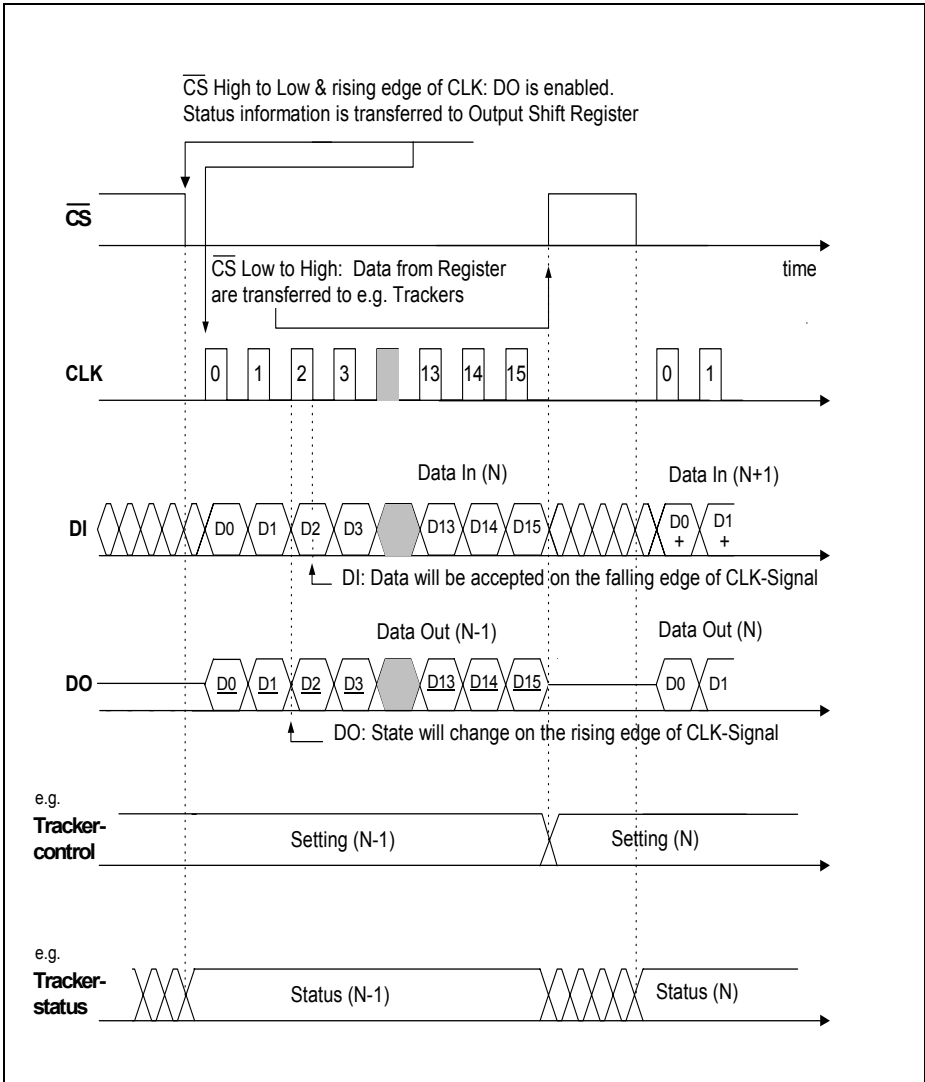 CS High to Low & rising edge of CLK: DO is enabled.
Status information is transferred to Output Shift Register
CS
CS Low to High: Data from Register
are transferred to e.g. Trackers
time
CLK
0 1 2 3 13 14 15 0 1
Data In (N) Data In (N+1)
DI
D0 D1 D2 D3 D13 D14 D15 D0 + D1 +
DI: Data will be accepted on the falling edge of CLK-Signal
Data Out (N-1) Data Out (N)
DO
D0 D1 D2 D3 D13 D14 D15 D0 D1
DO: State will change on the rising edge of CLK-Signal
e.g.
Tracker-
control
Setting (N-1) Setting (N)
e.g.
Tracker-
status
Status (N-1) Status (N)